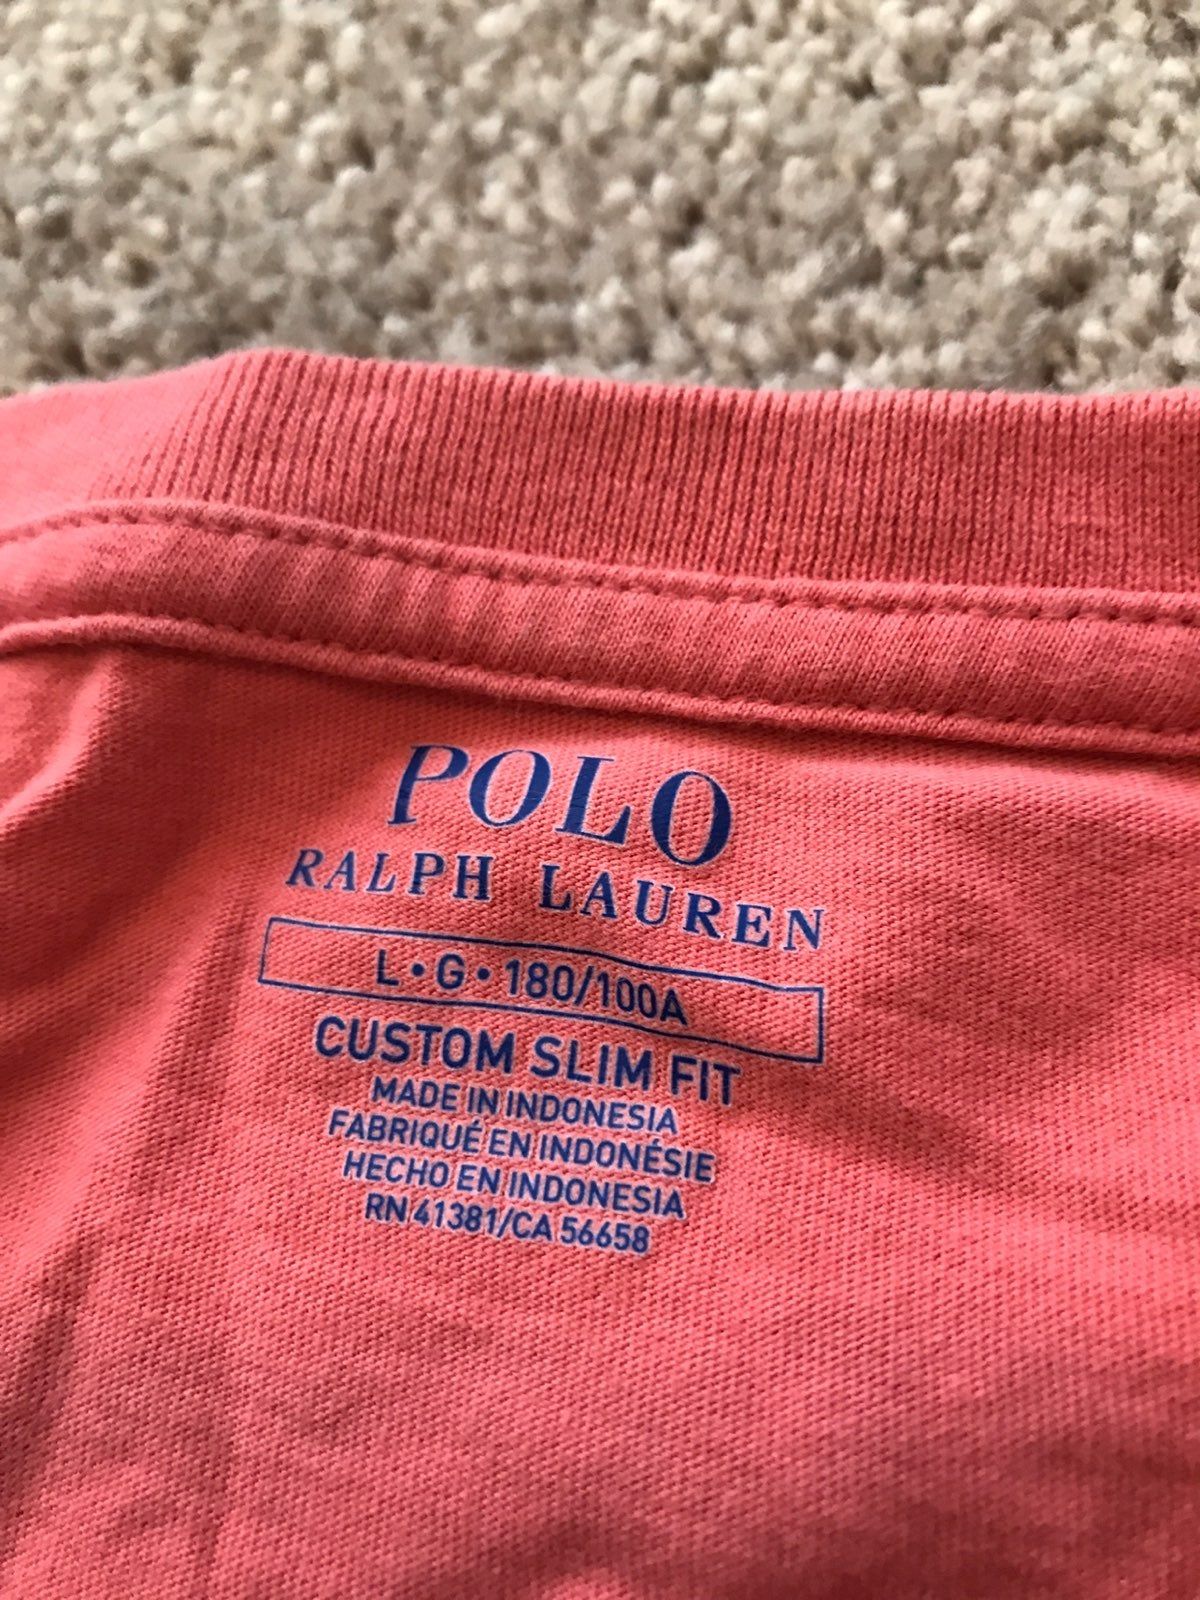 POLO
RALPH LAUREN
L • G • 180/100A
CUSTOM SLIM FIT
MADE IN INDONESIA
FABRIQUÉ EN INDONÉSIE
HECHO EN INDONESIA
RN 41381/CA 56658